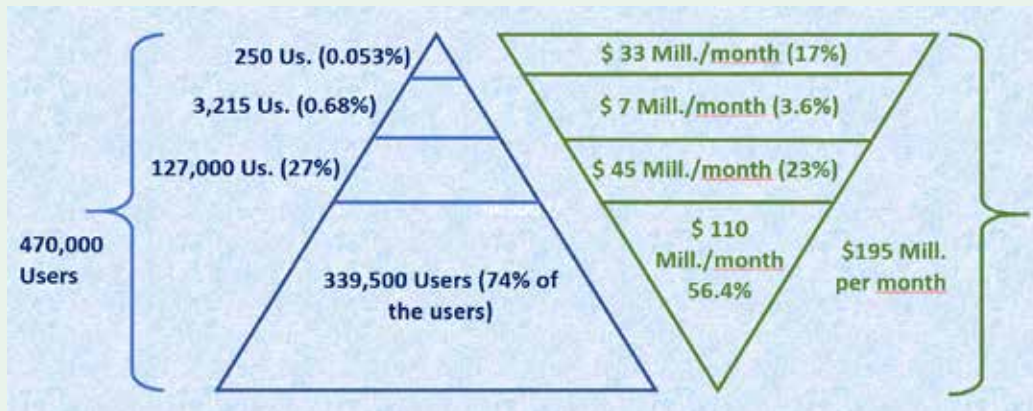 250 Us. (0.053%)
3,215 Us. (0.68%)
127,000 Us. (27%)
470,000
Users
339,500 Users (74% of
the users)
$ 33 Mill./month (17%)
$ 7 Mill./month (3.6%)
$ 45 Mill./month (23%)
$ 110
Mill./month
56.4%
$195 Mill.
per month